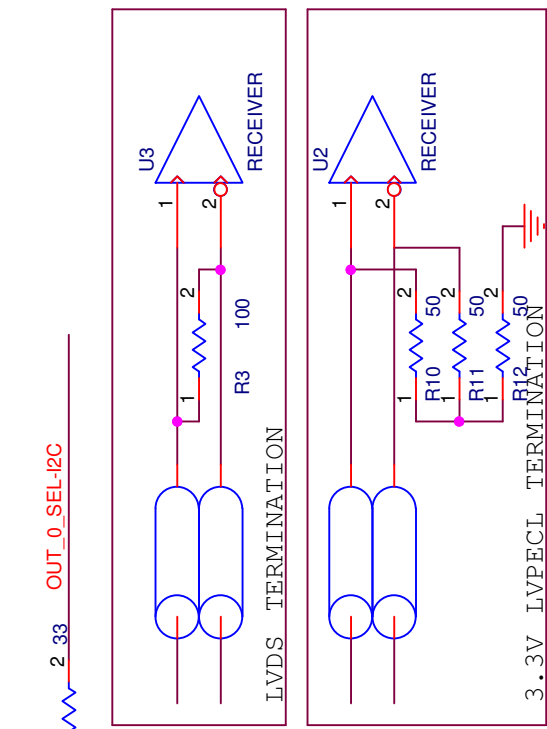 OUT_0_SEL-I2C
2
33
U3
RECEIVER
1
2
2
100
1
R3
LVDS TERMINATION
U2
RECEIVER
1
2
2
50
1
R10
2
50
1
R11
2
50
1
R12
3.3V LVPECL TERMINATION